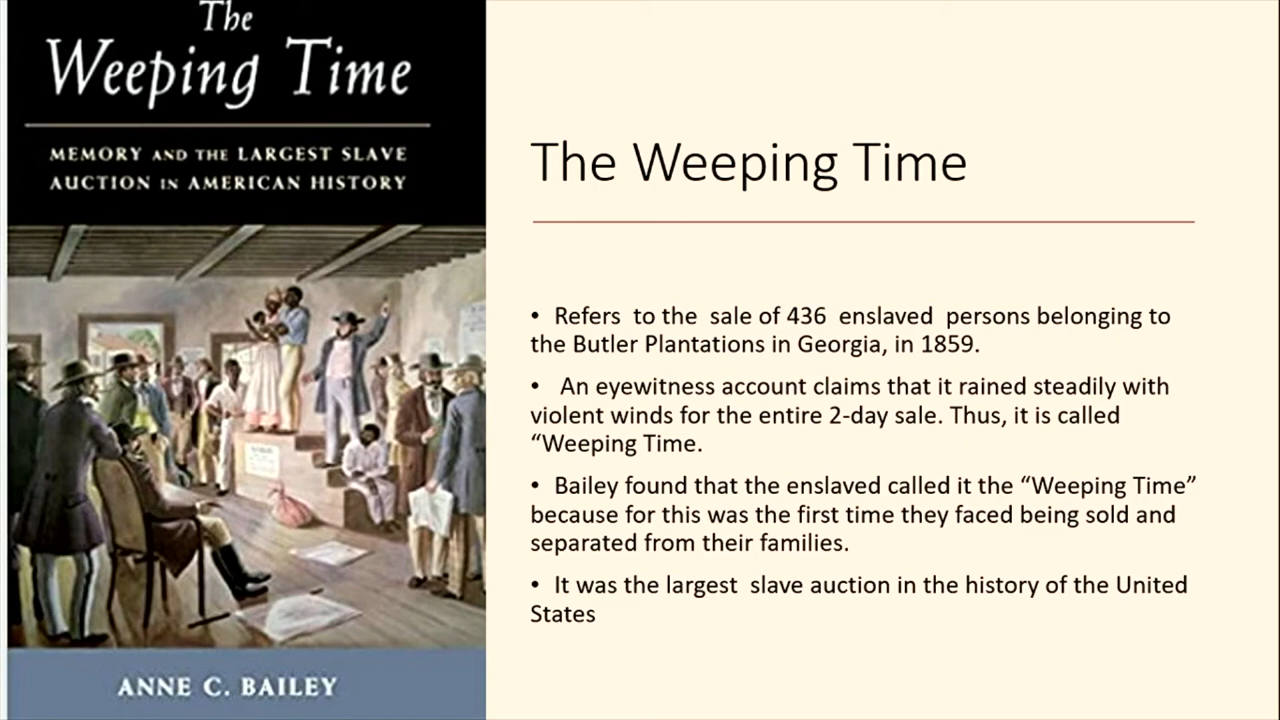 The
Weeping Time
MEMORY AND THE LARGEST SLAVE
AUCTION IN AMERICAN HISTORY
ANNE C. BAILEY
The Weeping Time
• Refers to the sale of 436 enslaved persons belonging to
the Butler Plantations in Georgia, in 1859.
• An eyewitness account claims that it rained steadily with
violent winds for the entire 2-day sale. Thus, it is called
“Weeping Time.
• Bailey found that the enslaved called it the “Weeping Time”
because for this was the first time they faced being sold and
separated from their families.
• It was the largest slave auction in the history of the United
States